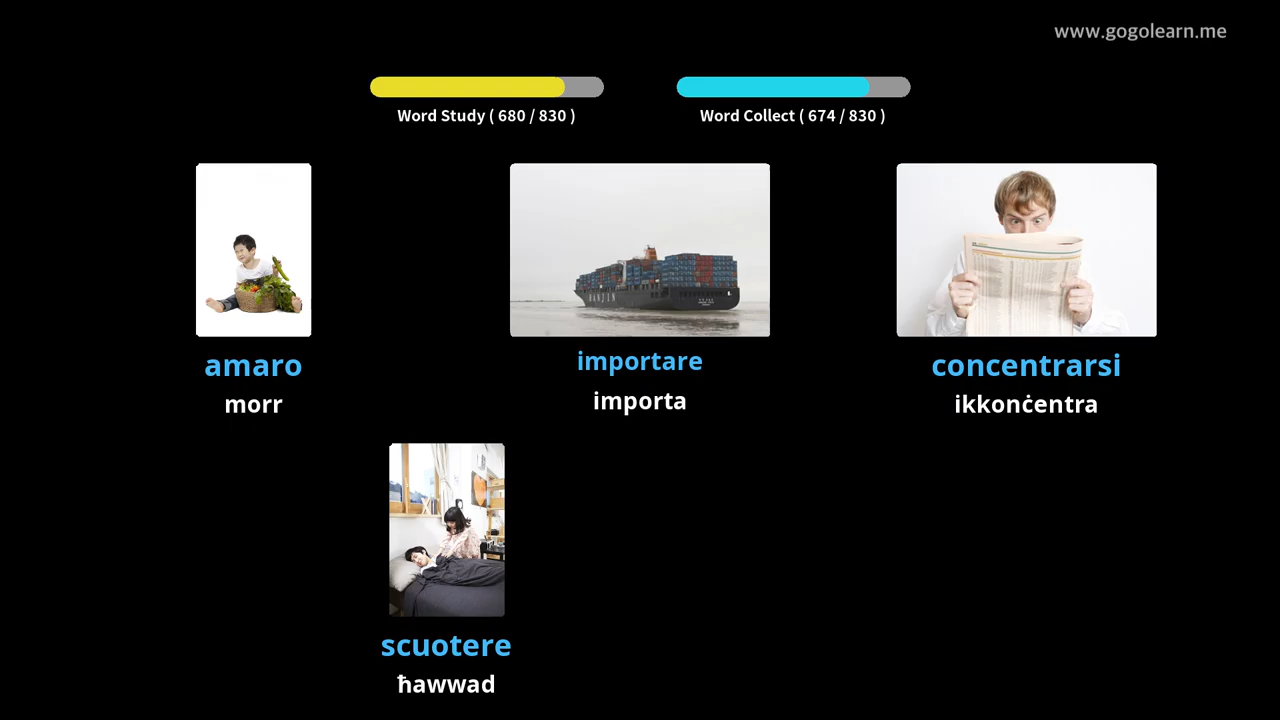 www.gogolearn.me
Word Study ( 680 / 830 )
Word Collect ( 674 / 830 )
HANJIN
amaro
morr
importare
importa
concentrarsi
ikkonċentra
scuotere
ħawwad